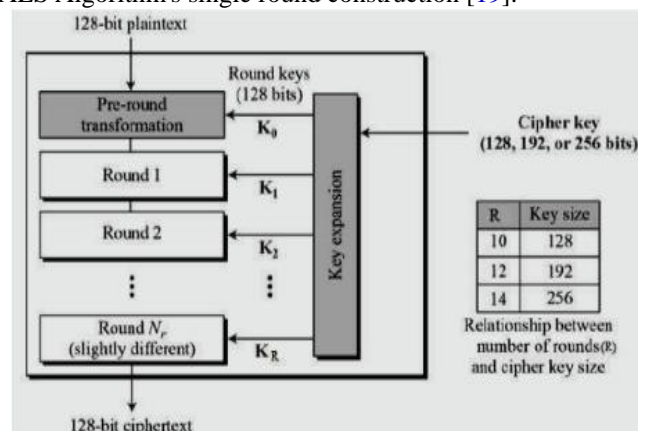 Algorithm's single round construction [19].
128-bit plaintext
Round keys
(128 bits)
Pre-round
transformation
K0
Cipher key
(128, 192, or 256 bits)
Round 1
K1
Round 2
K2
Key expansion
Round Nr
(slightly different)
KR
128-bit ciphertext
R Key size
10 128
12 192
14 256
Relationship between
number of rounds(R)
and cipher key size